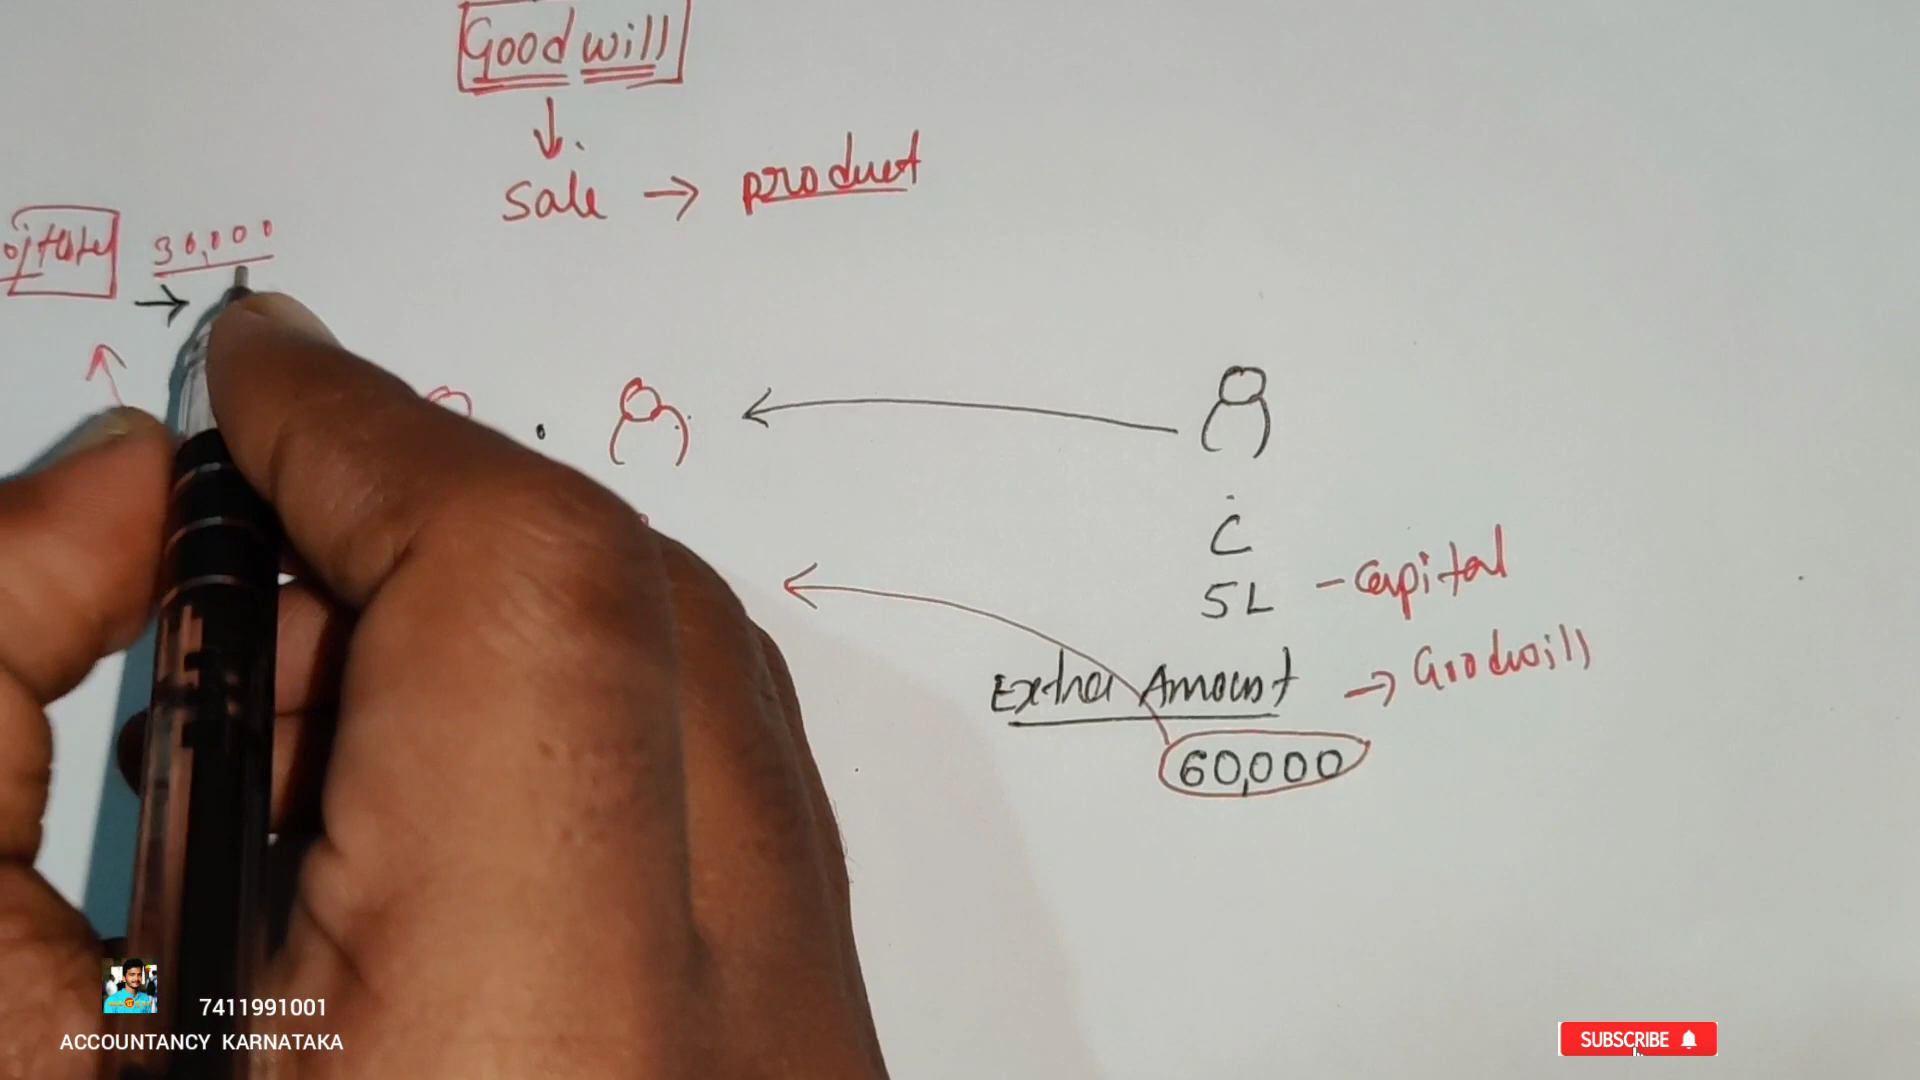 Goodwill
Sale → product
30,000
C
5L - capital
Extra Amount → Goodwill
60,000
7411991001
ACCOUNTANCY KARNATAKA
SUBSCRIBE